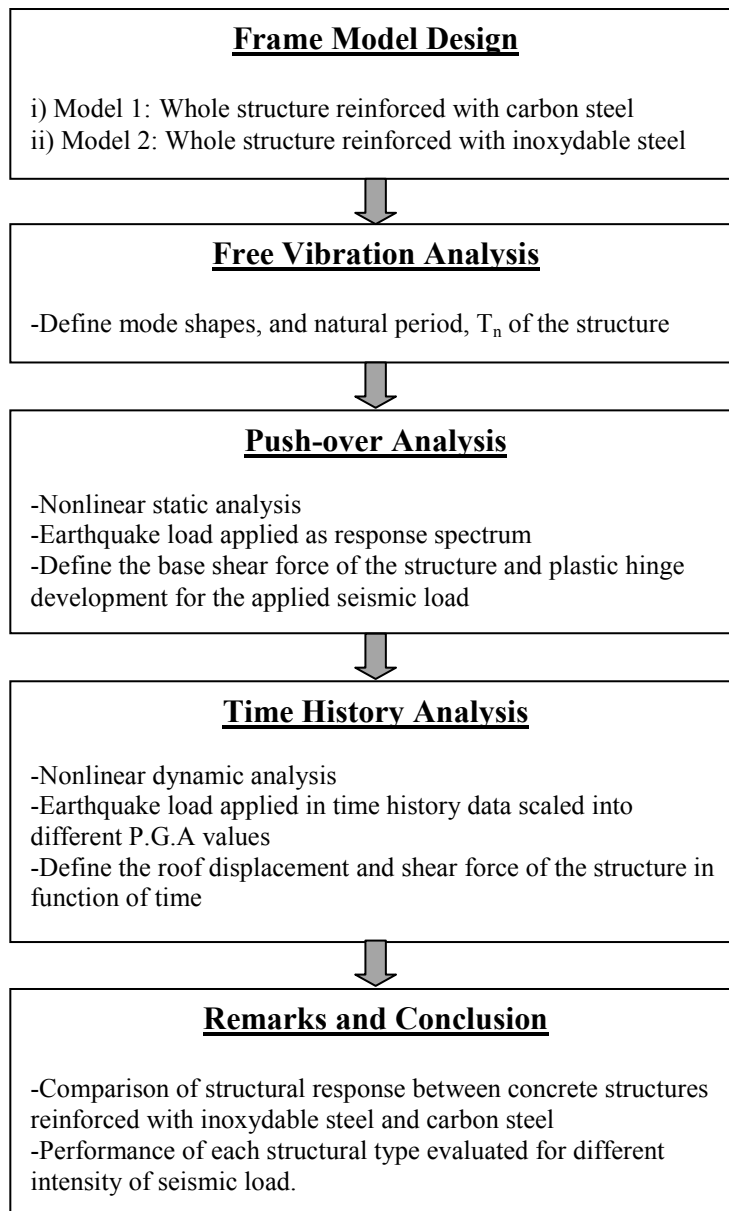 Frame Model Design
i) Model 1: Whole structure reinforced with carbon steel
ii) Model 2: Whole structure reinforced with inoxydable steel
Free Vibration Analysis
-Define mode shapes, and natural period, Tn of the structure
Push-over Analysis
-Nonlinear static analysis
-Earthquake load applied as response spectrum
-Define the base shear force of the structure and plastic hinge
development for the applied seismic load
Time History Analysis
-Nonlinear dynamic analysis
-Earthquake load applied in time history data scaled into
different P.G.A values
-Define the roof displacement and shear force of the structure in
function of time
Remarks and Conclusion
-Comparison of structural response between concrete structures
reinforced with inoxydable steel and carbon steel
-Performance of each structural type evaluated for different
intensity of seismic load.